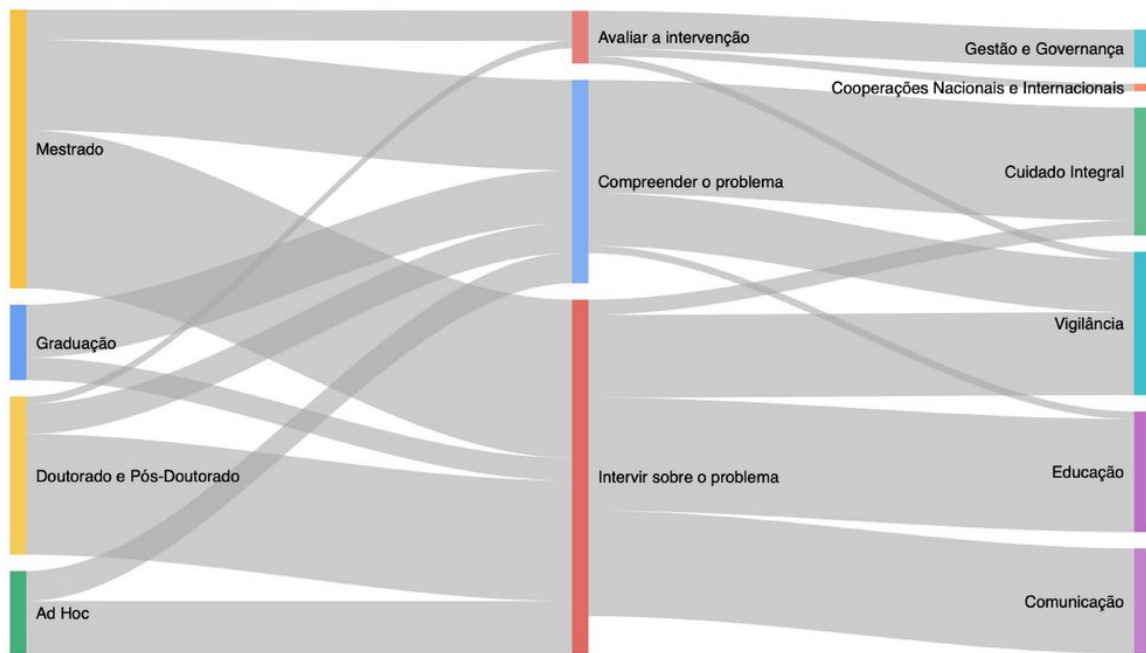 Mestrado
Graduação
Doutorado e Pós-Doutorado
Ad Hoc
Avaliar a intervenção
Compreender o problema
Intervir sobre o problema
Gestão e Governança
Cooperações Nacionais e Internacionais
Cuidado Integral
Vigilância
Educação
Comunicação